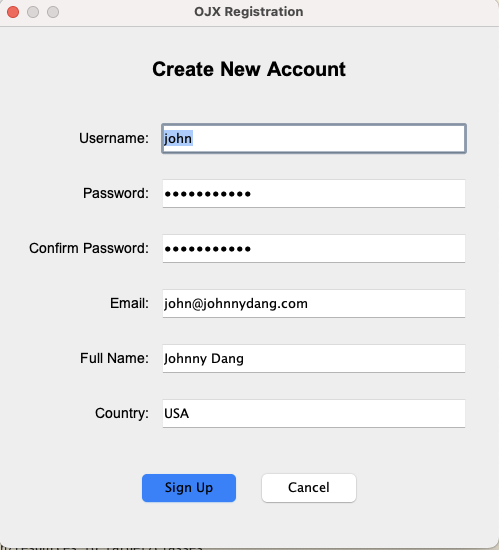 OJX Registration
Create New Account
Username: john
Password: •••••••••••
Confirm Password: •••••••••••
Email: john@johnnydang.com
Full Name: Johnny Dang
Country: USA
Sign Up Cancel